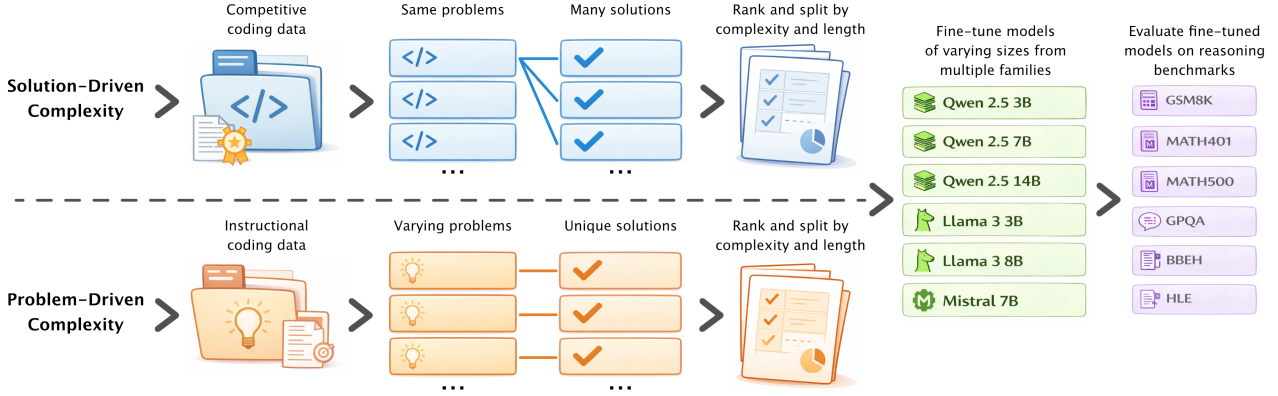 Solution-Driven
Complexity
Competitive
coding data
</>
Same problems
</>
</>
</>
...
Many solutions
...
Rank and split by
complexity and length
Problem-Driven
Complexity
Instructional
coding data
Varying problems
...
Unique solutions
...
Rank and split by
complexity and length
Fine-tune models
of varying sizes from
multiple families
Qwen 2.5 3B
Qwen 2.5 7B
Qwen 2.5 14B
Llama 3 3B
Llama 3 8B
Mistral 7B
Evaluate fine-tuned
models on reasoning
benchmarks
GSM8K
MATH401
MATH500
GPQA
BBEH
HLE